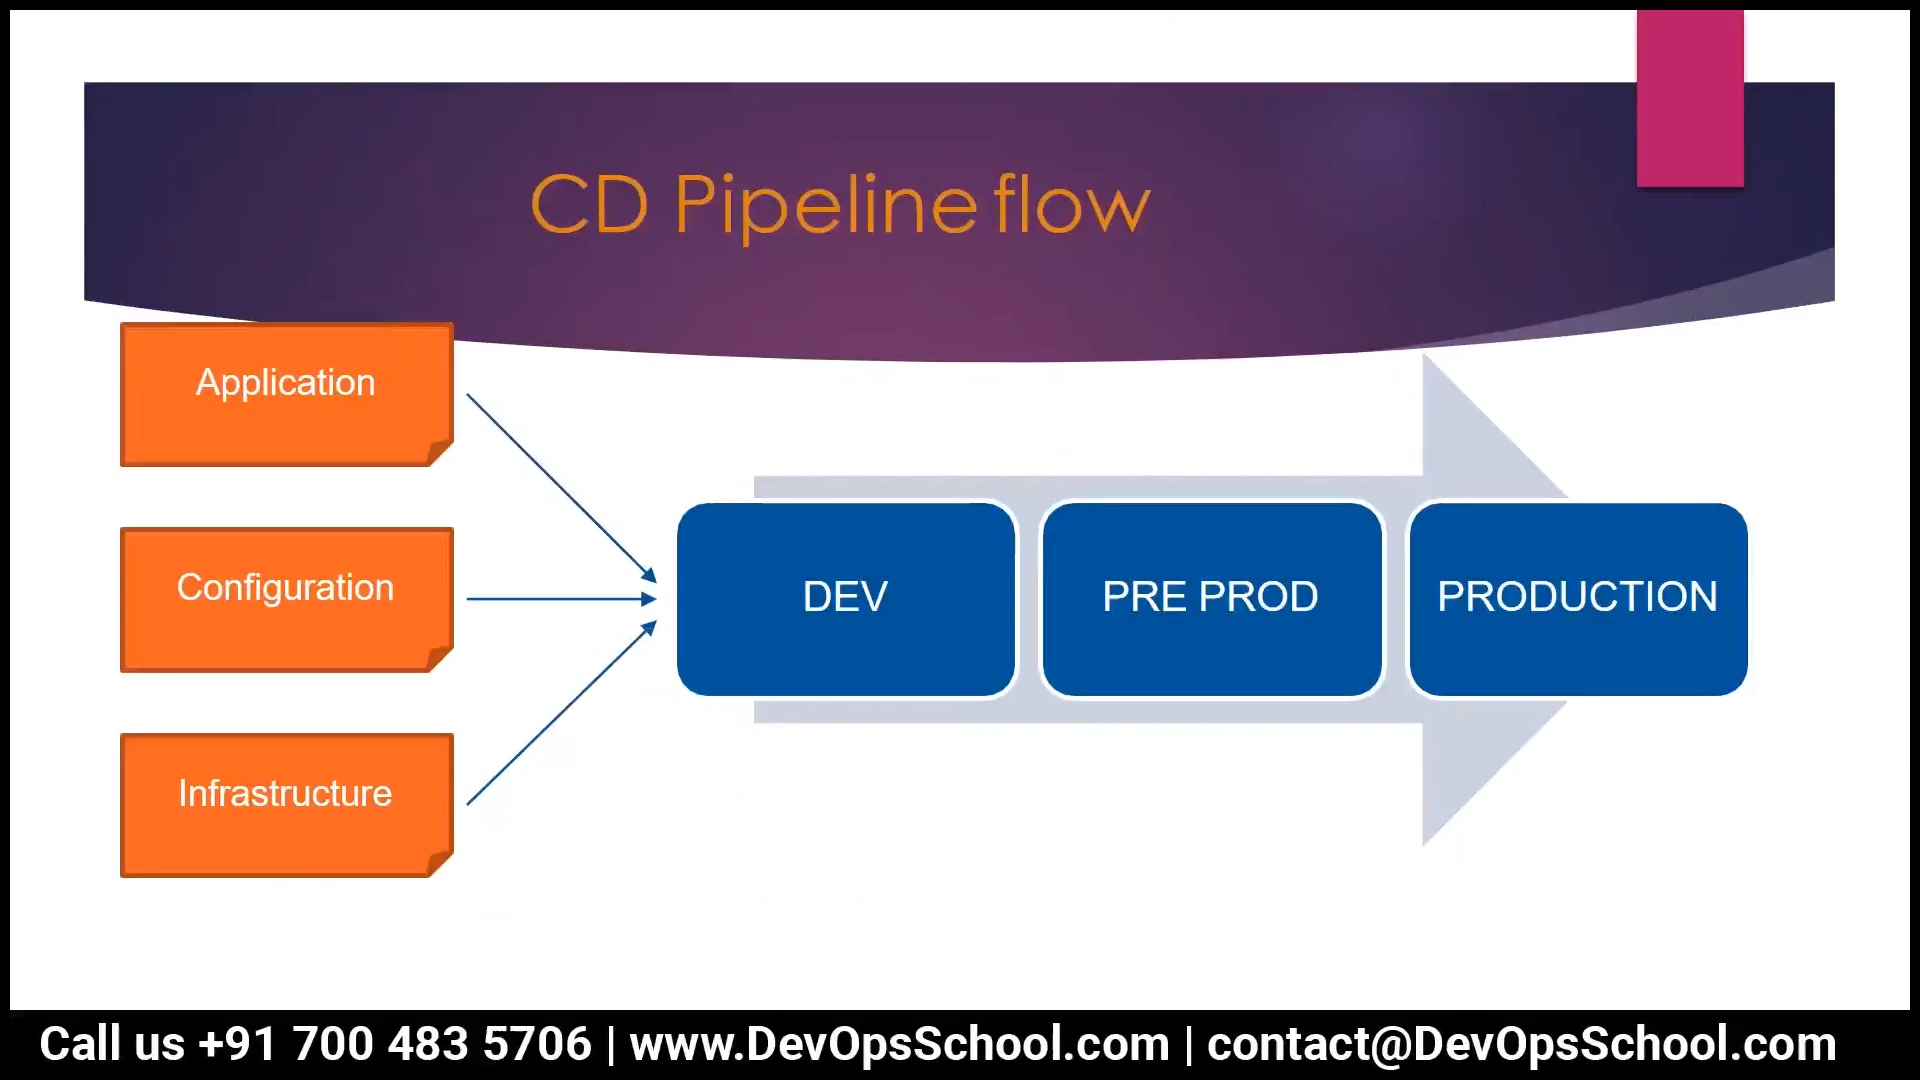 CD Pipeline flow
Application
Configuration
Infrastructure
DEV
PRE PROD
PRODUCTION
Call us +91 700 483 5706 | www.DevOpsSchool.com | contact@DevOpsSchool.com